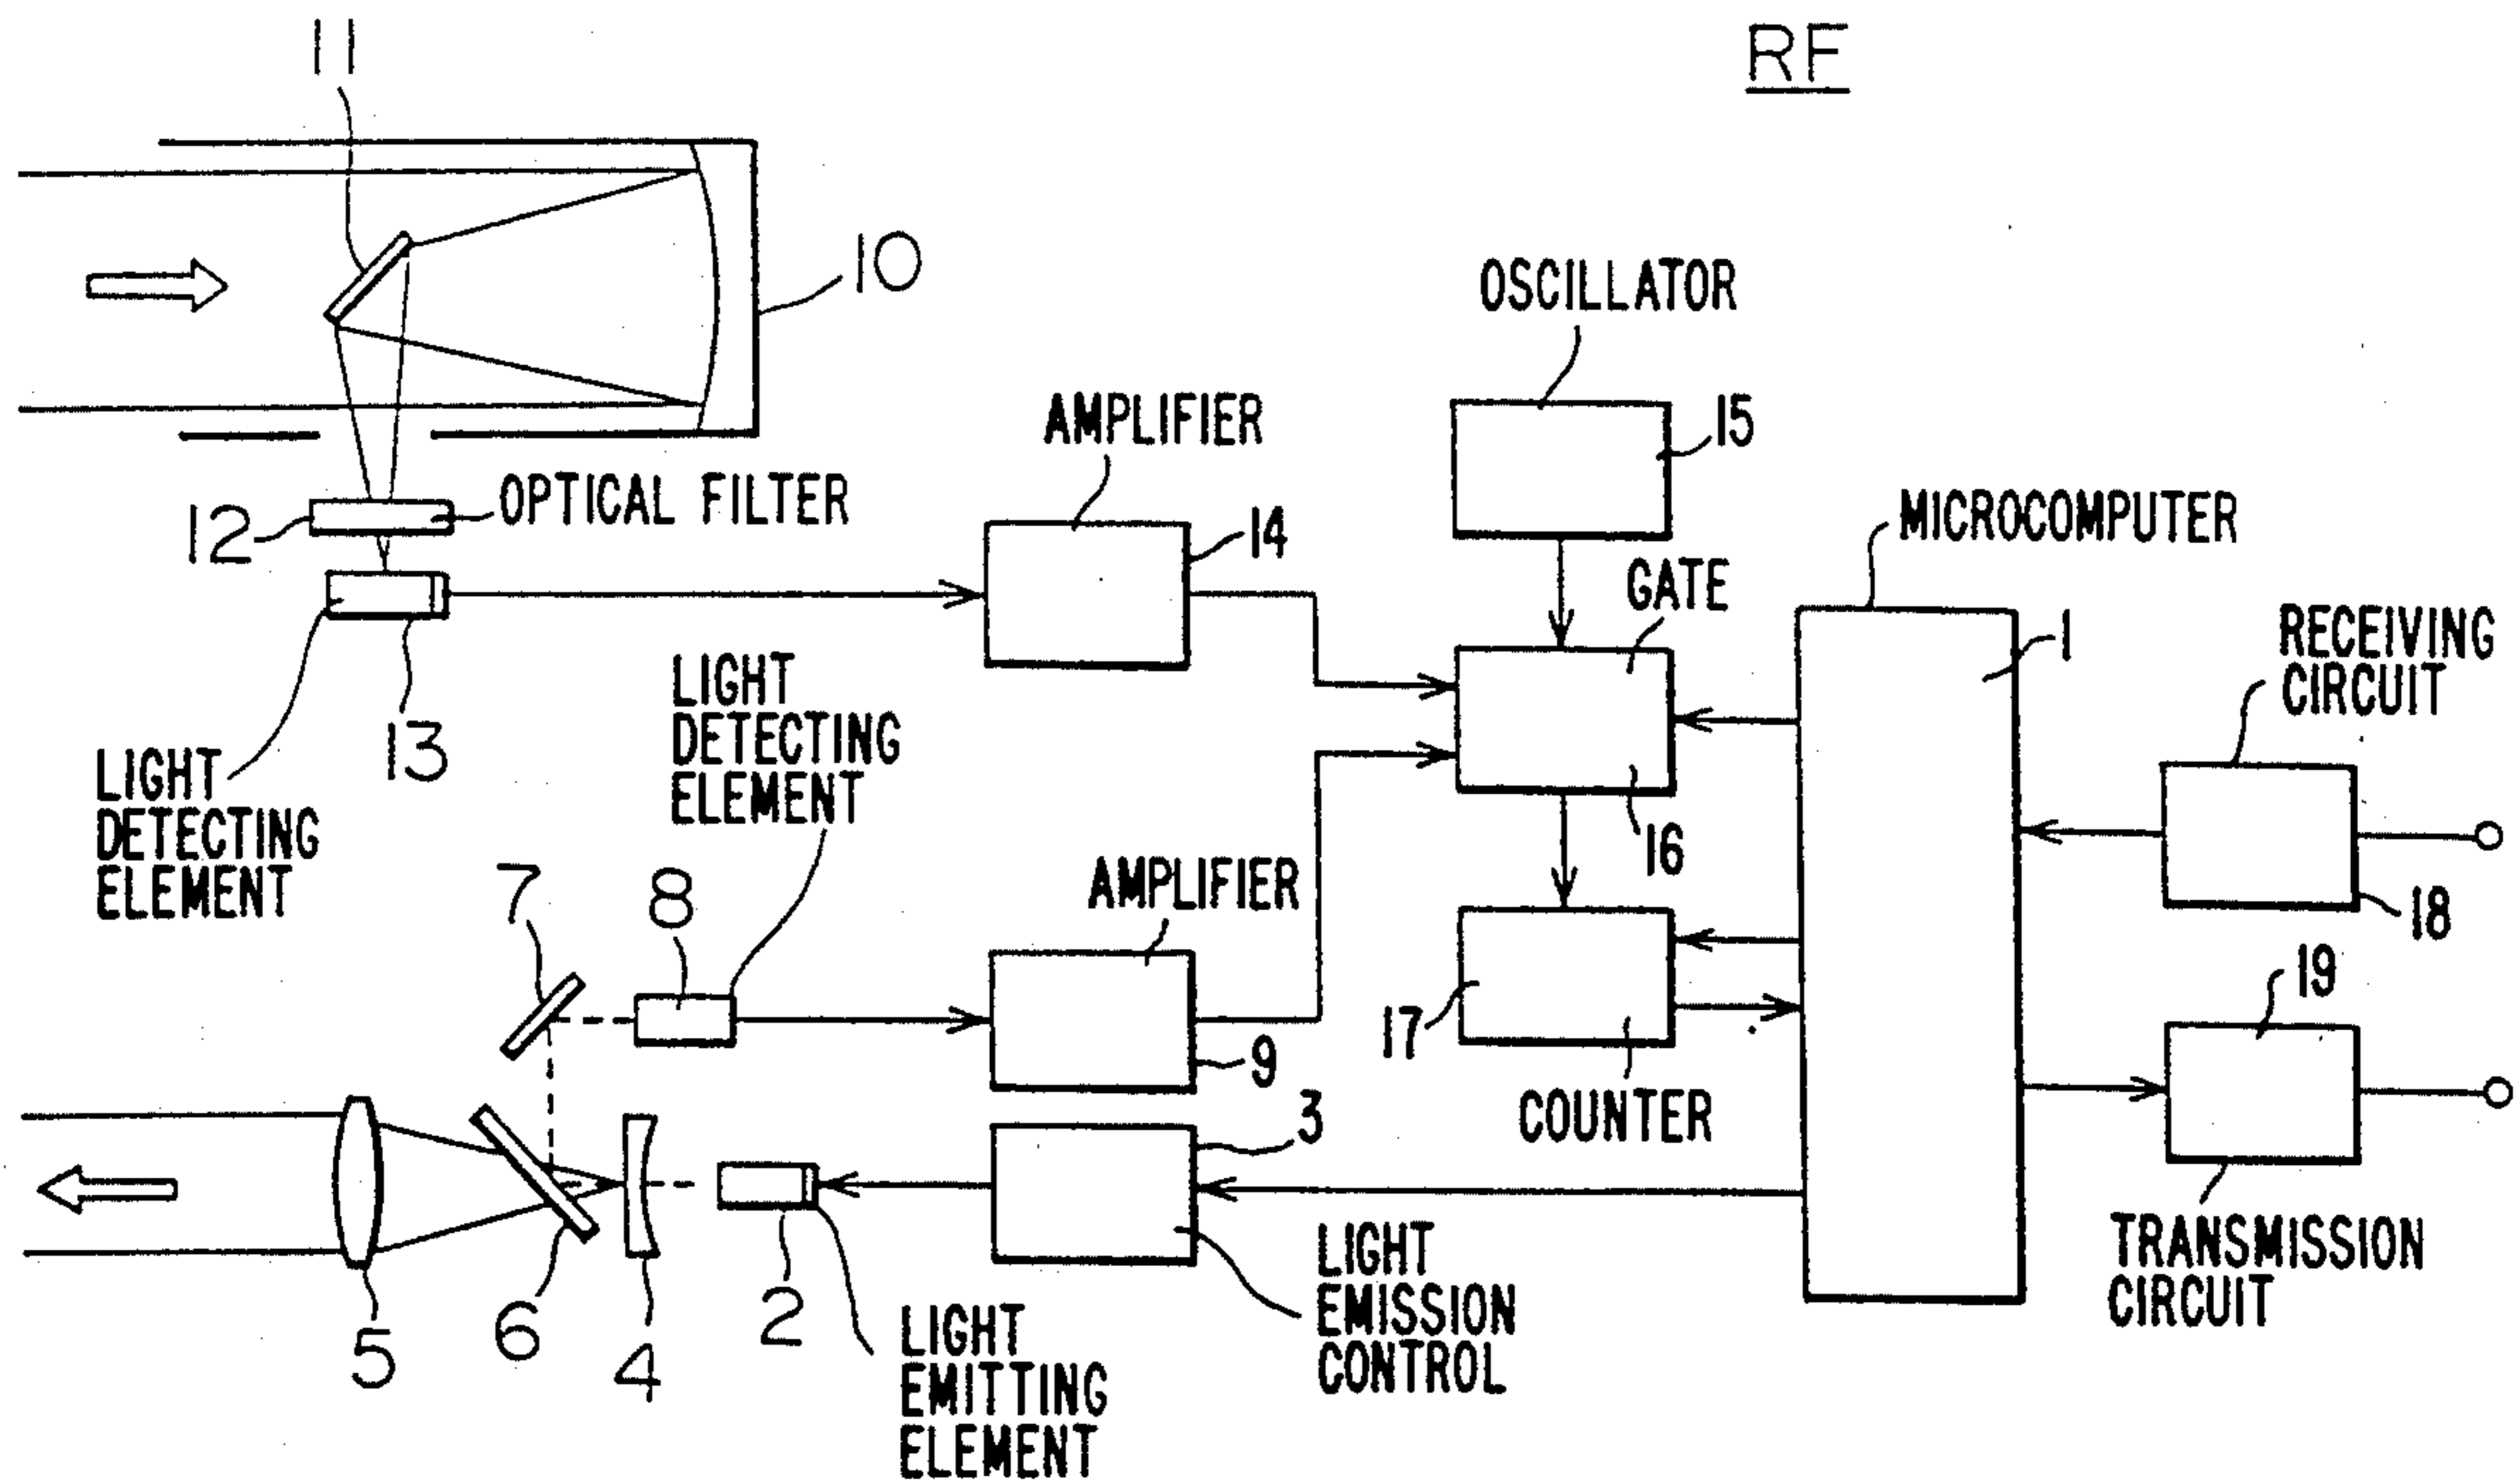 11
RF
10
OSCILLATOR
AMPLIFIER
15
OPTICAL FILTER
12
14
MICROCOMPUTER
GATE
1
RECEIVING
CIRCUIT
13
LIGHT
DETECTING
ELEMENT
LIGHT
DETECTING
ELEMENT
16
7
8
AMPLIFIER
18
19
17
9
3
COUNTER
5
6
4
2
LIGHT
EMITTING
ELEMENT
LIGHT
EMISSION
CONTROL
TRANSMISSION
CIRCUIT